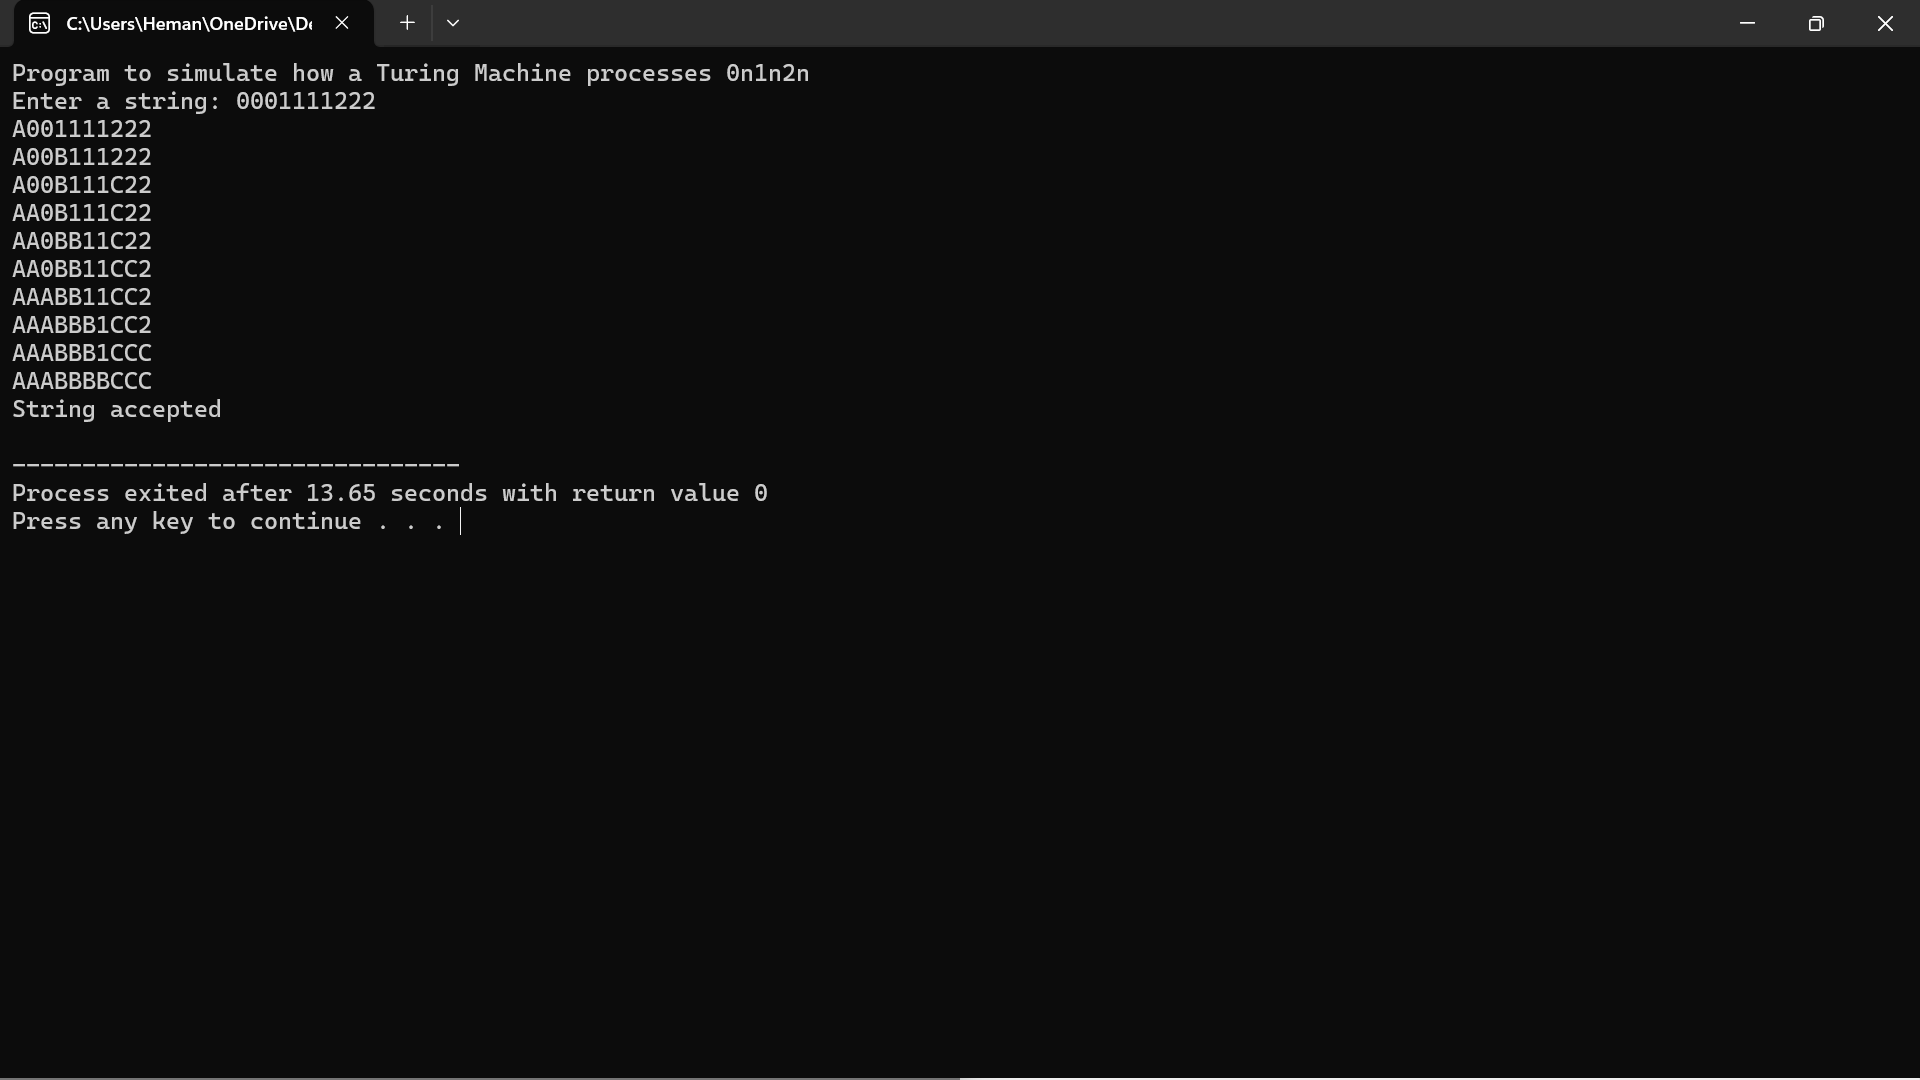 C:\Users\Heman\OneDrive\De
Program to simulate how a Turing Machine processes 0n1n2n
Enter a string: 0001111222
A001111222
A00B111222
A00B111C22
AA0B111C22
AA0BB11C22
AA0BB11CC2
AAABB11CC2
AAABBB1CC2
AAABBB1CCC
AAABBBBCCC
String accepted
--------------------------------
Process exited after 13.65 seconds with return value 0
Press any key to continue . . .